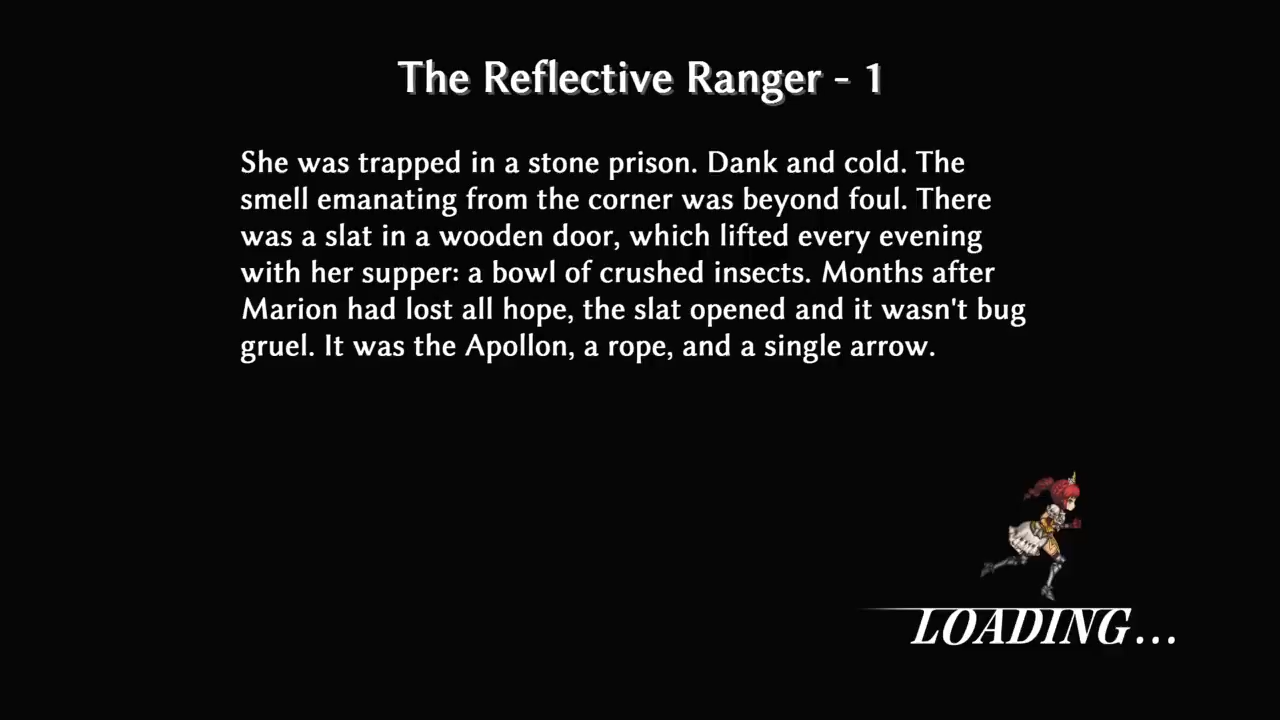 The Reflective Ranger - 1
She was trapped in a stone prison. Dank and cold. The
smell emanating from the corner was beyond foul. There
was a slat in a wooden door, which lifted every evening
with her supper: a bowl of crushed insects. Months after
Marion had lost all hope, the slat opened and it wasn't bug
gruel. It was the Apollon, a rope, and a single arrow.
LOADING...